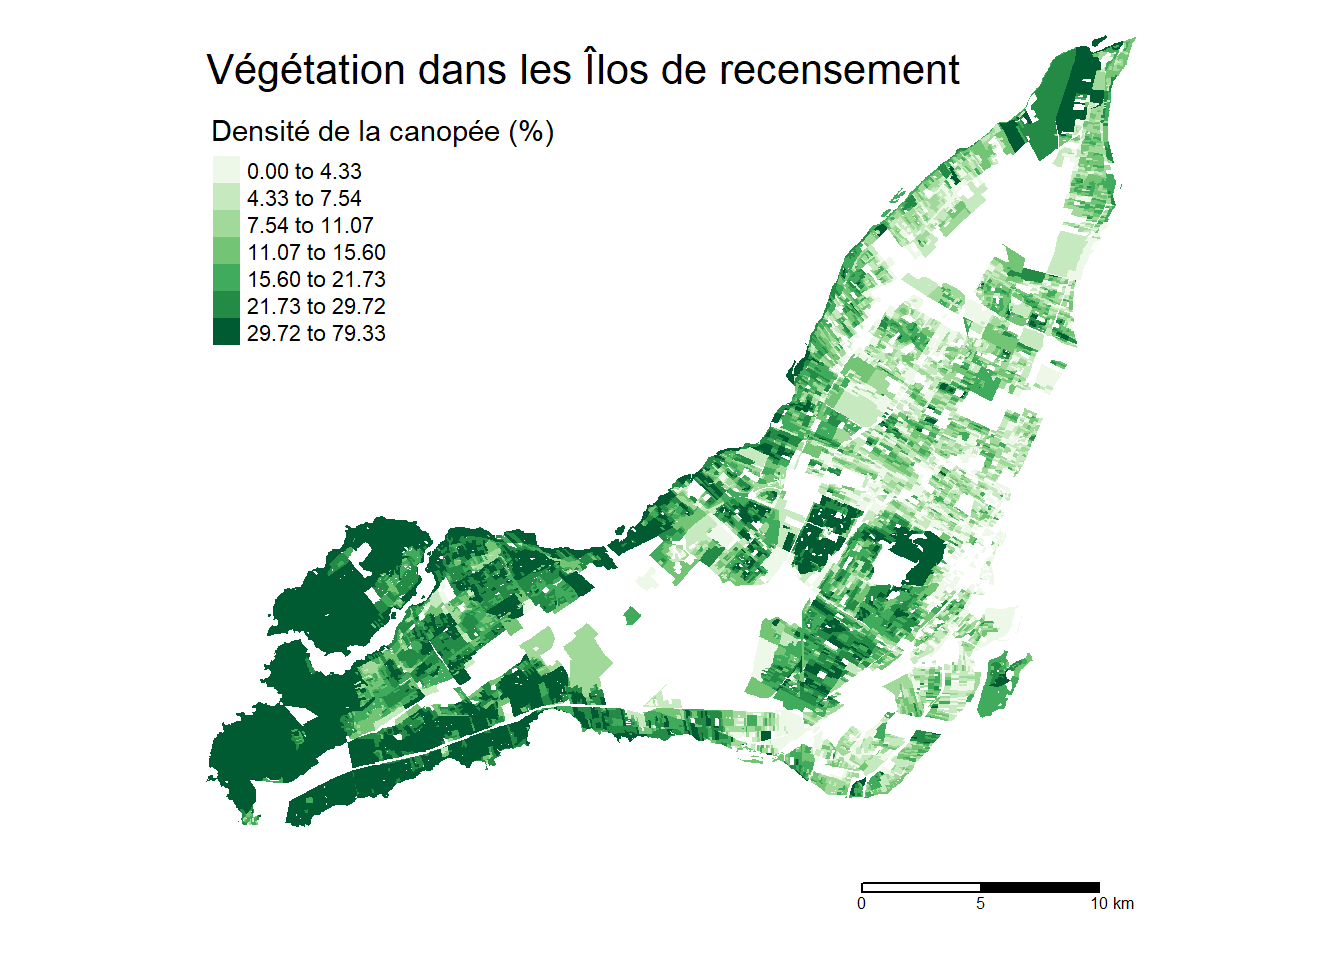 Végétation dans les Îlos de recensement
Densité de la canopée (%)
0.00 to 4.33
4.33 to 7.54
7.54 to 11.07
11.07 to 15.60
15.60 to 21.73
21.73 to 29.72
29.72 to 79.33
0 5 10 km